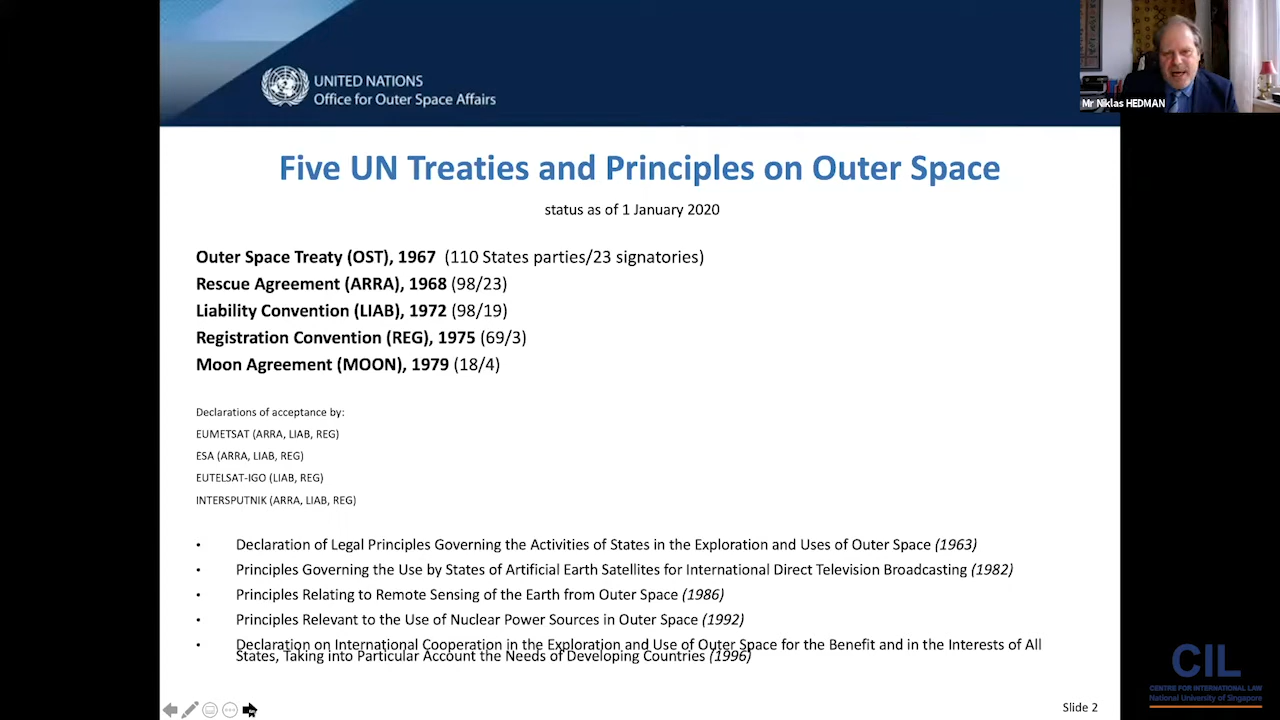 UNITED NATIONS
Office for Outer Space Affairs
Mr Niklas HEDMAN
Five UN Treaties and Principles on Outer Space
status as of 1 January 2020
Outer Space Treaty (OST), 1967 (110 States parties/23 signatories)
Rescue Agreement (ARRA), 1968 (98/23)
Liability Convention (LIAB), 1972 (98/19)
Registration Convention (REG), 1975 (69/3)
Moon Agreement (MOON), 1979 (18/4)
Declarations of acceptance by:
EUMETSAT (ARRA, LIAB, REG)
ESA (ARRA, LIAB, REG)
EUTELSAT-IGO (LIAB, REG)
INTERSPUTNIK (ARRA, LIAB, REG)
• Declaration of Legal Principles Governing the Activities of States in the Exploration and Uses of Outer Space (1963)
• Principles Governing the Use by States of Artificial Earth Satellites for International Direct Television Broadcasting (1982)
• Principles Relating to Remote Sensing of the Earth from Outer Space (1986)
• Principles Relevant to the Use of Nuclear Power Sources in Outer Space (1992)
• Declaration on International Cooperation in the Exploration and Use of Outer Space for the Benefit and in the Interests of All
States, Taking into Particular Account the Needs of Developing Countries (1996)
CIL
CENTRE FOR INTERNATIONAL LAW
National University of Singapore
Slide 2